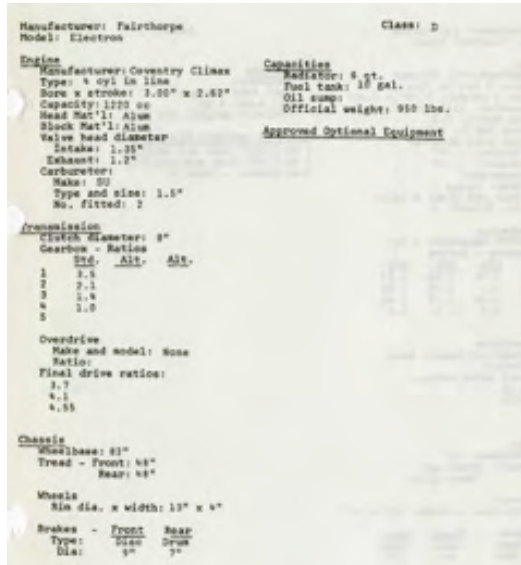 Manufacturer: Fairthorpe
Model: Electron
Class: D
Engine
Manufacturer: Coventry Climax
Type: 4 cyl in line
Bore x stroke: 3.00" x 2.62"
Capacity: 1220 cc
Head Mat'l: Alum
Block Mat'l: Alum
Valve head diameter
Intake: 1.35"
Exhaust: 1.2"
Carburetor:
Make: SU
Type and size: 1.5"
No. fitted: 2
Transmission
Clutch diameter: 8"
Gearbox - Ratios
Std. Alt. Alt.
1 3.5
2 2.1
3 1.4
4 1.0
5
Overdrive
Make and model: None
Ratio:
Final drive ratios:
3.7
4.1
4.55
Chassis
Wheelbase: 83"
Tread - Front: 48"
Rear: 48"
Wheels
Rim dia. x width: 13" x 4"
Brakes - Front Rear
Type: Disc Drum
Dia: 9" 7"
Capacities
Radiator: qt.
Fuel tank: 10 gal.
Oil sump:
Official weight: 950 lbs.
Approved Optional Equipment